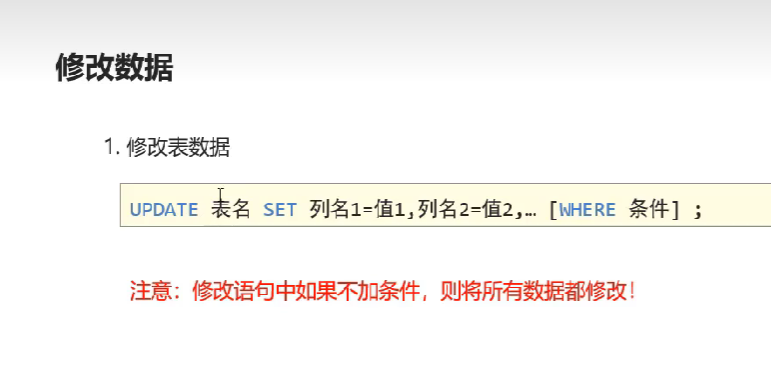 修改数据
1. 修改表数据
UPDATE 表名 SET 列名1=值1,列名2=值2,… [WHERE 条件] ;
注意：修改语句中如果不加条件，则将所有数据都修改！